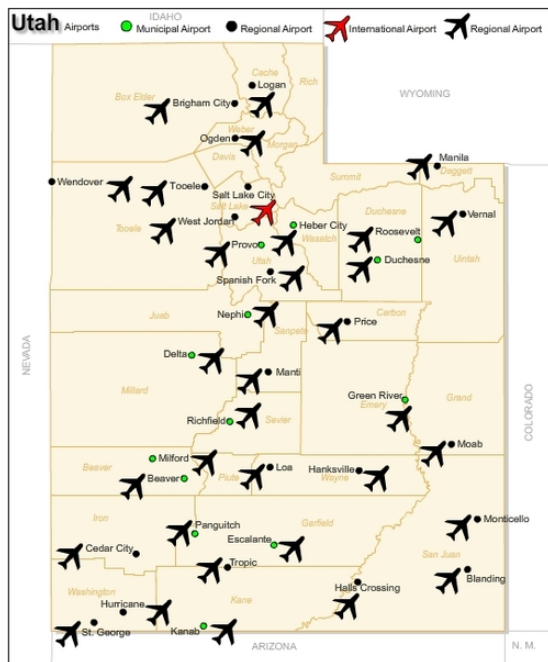 Utah Airports
Municipal Airport
Regional Airport
International Airport
Regional Airport
IDAHO
WYOMING
NEVADA
COLORADO
ARIZONA
N. M.
Cache
Rich
Logan
Box Elder
Brigham City
Weber
Ogden
Morgan
Davis
Manila
Daggett
Summit
Wendover
Tooele
Salt Lake City
Salt Lake
West Jordan
Heber City
Duchesne
Roosevelt
Vernal
Tooele
Provo
Wasatch
Duchesne
Uintah
Utah
Spanish Fork
Juab
Nephi
Sanpete
Carbon
Price
Delta
Manti
Millard
Green River
Emery
Grand
Richfield
Sevier
Moab
Milford
Beaver
Beaver
Piute
Loa
Hanksville
Wayne
Iron
Panguitch
Garfield
Escalante
Monticello
Cedar City
Tropic
San Juan
Blanding
Washington
Kane
Halls Crossing
Hurricane
St. George
Kanab